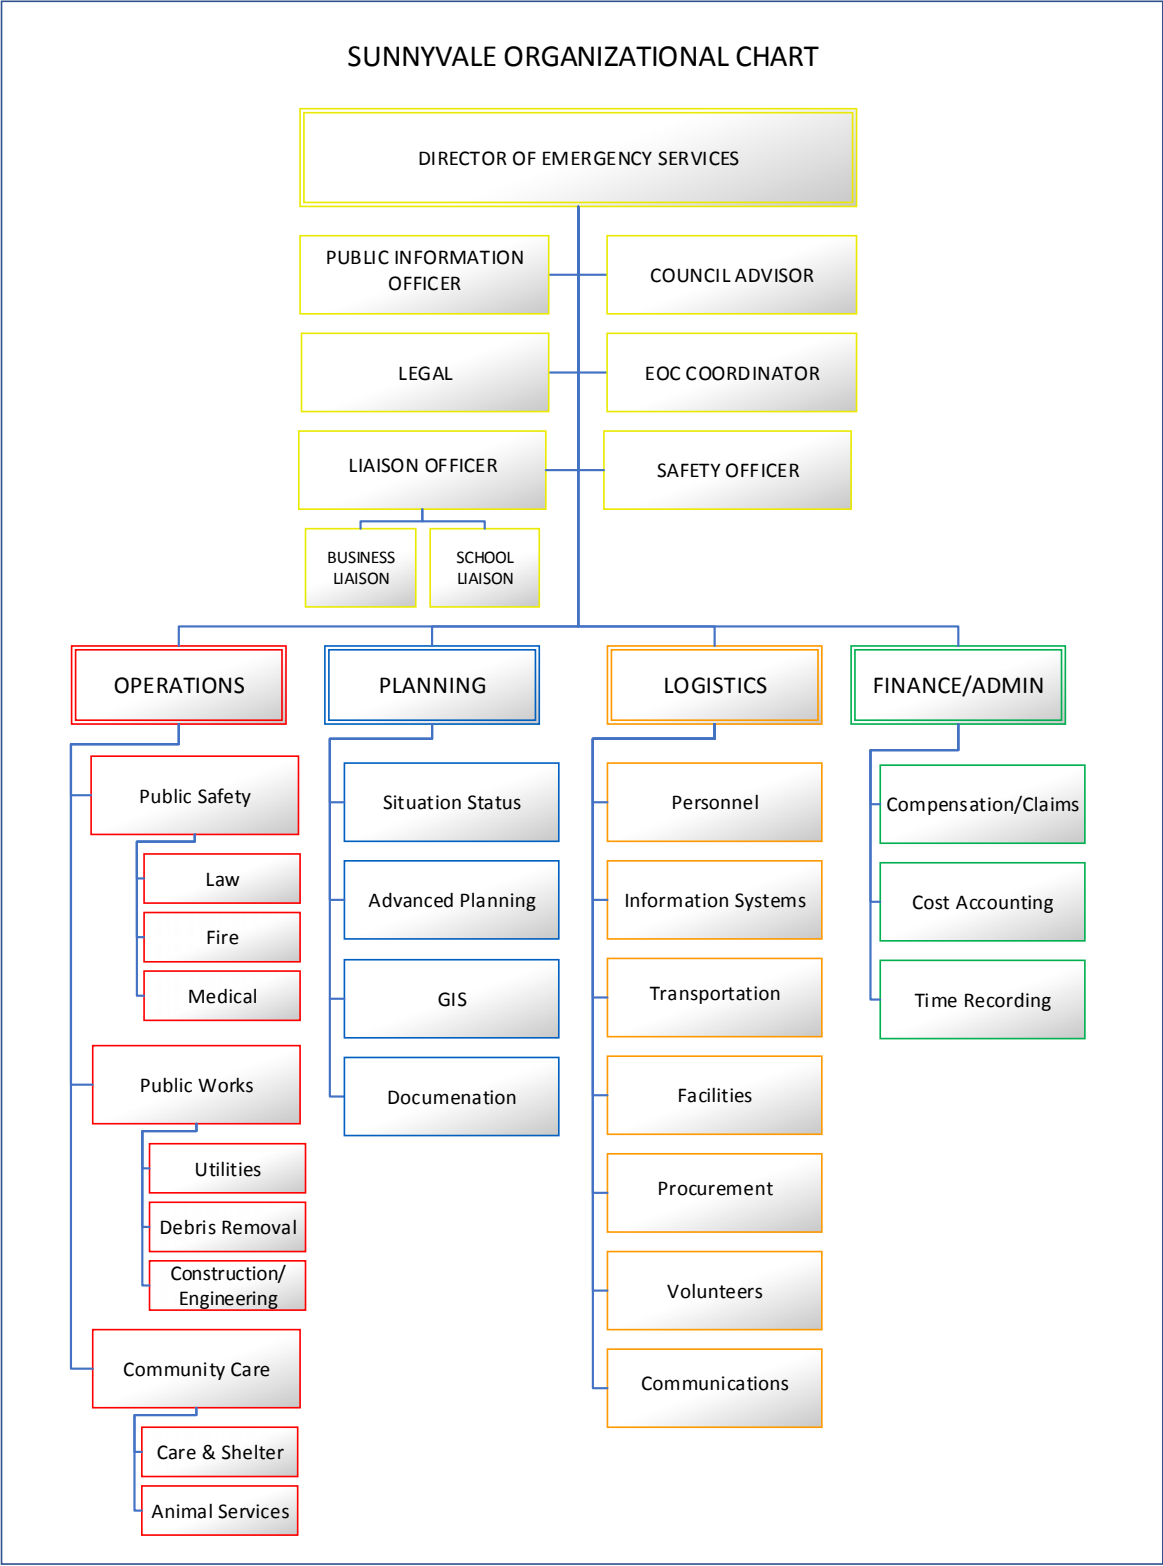 SUNNYVALE ORGANIZATIONAL CHART
DIRECTOR OF EMERGENCY SERVICES
PUBLIC INFORMATION
OFFICER
COUNCIL ADVISOR
LEGAL
EOC COORDINATOR
LIAISON OFFICER
SAFETY OFFICER
BUSINESS
LIAISON
SCHOOL
LIAISON
OPERATIONS
Public Safety
Law
Fire
Medical
Public Works
Utilities
Debris Removal
Construction/
Engineering
Community Care
Care & Shelter
Animal Services
PLANNING
Situation Status
Advanced Planning
GIS
Documenation
LOGISTICS
Personnel
Information Systems
Transportation
Facilities
Procurement
Volunteers
Communications
FINANCE/ADMIN
Compensation/Claims
Cost Accounting
Time Recording